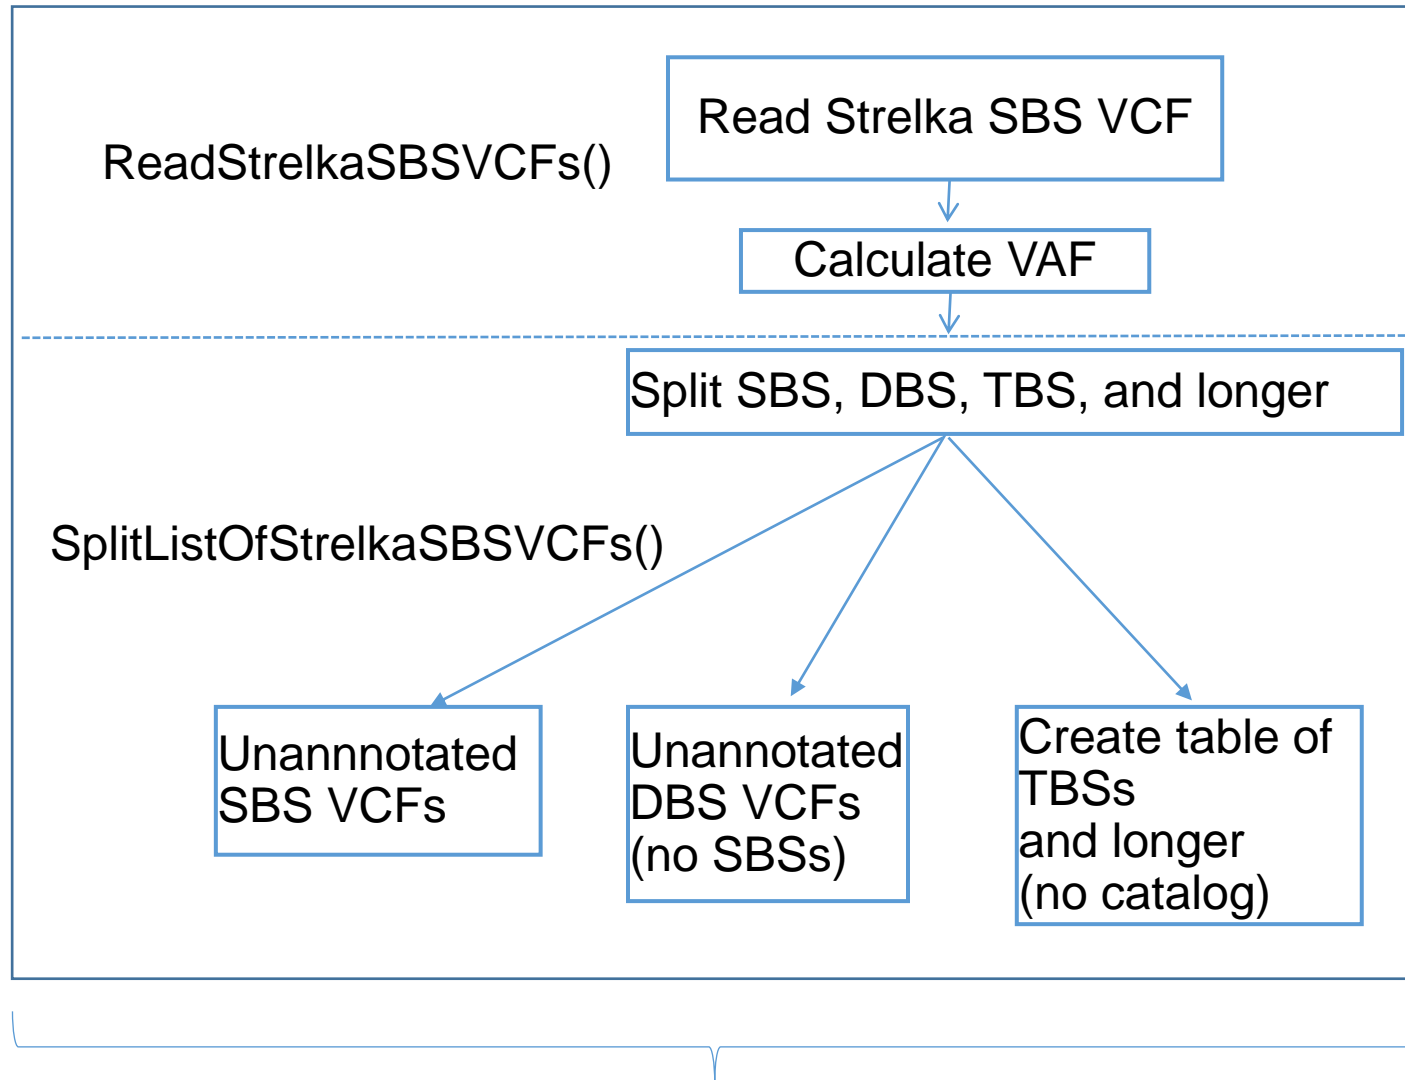 Read Strelka SBS VCF
ReadStrelkaSBSVCFs()
Calculate VAF
Split SBS, DBS, TBS, and longer
SplitListOfStrelkaSBSVCFs()
Unannnotated
SBS VCFs
Unannotated
DBS VCFs
(no SBSs)
Create table of
TBSs
and longer
(no catalog)